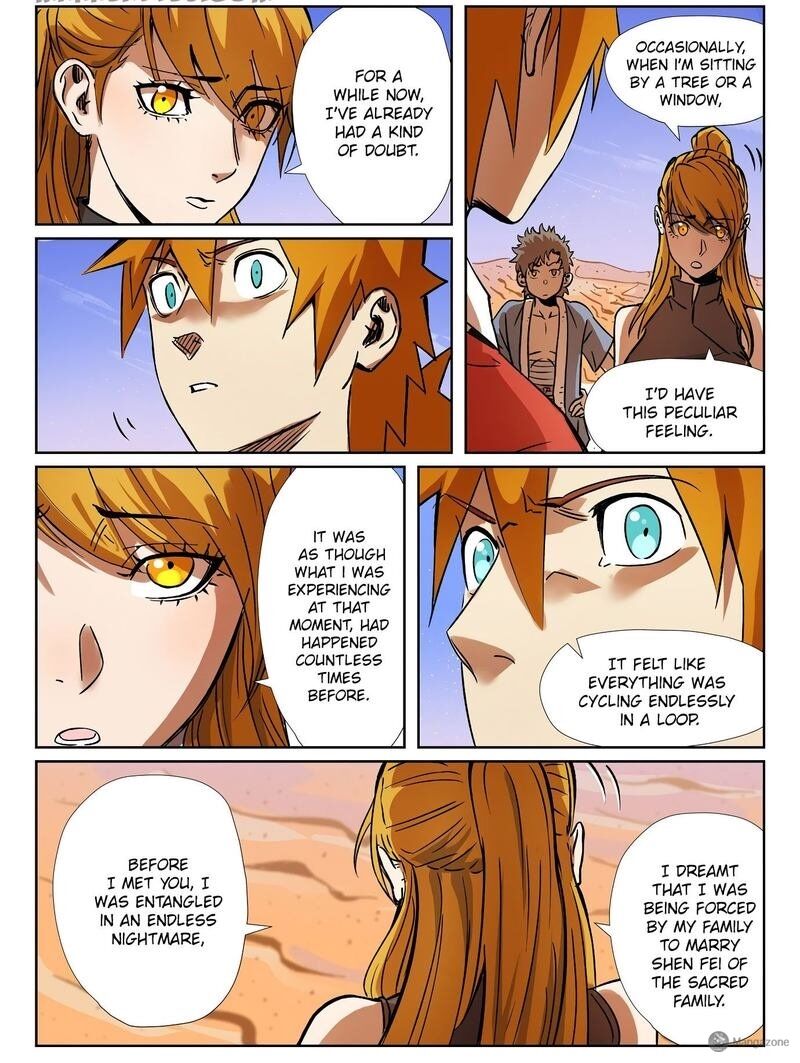 FOR A
WHILE NOW,
I'VE ALREADY
HAD A KIND
OF DOUBT.
OCCASIONALLY,
WHEN I'M SITTING
BY A TREE OR A
WINDOW,
I'D HAVE
THIS PECULIAR
FEELING.
IT WAS
AS THOUGH
WHAT I WAS
EXPERIENCING
AT THAT
MOMENT, HAD
HAPPENED
COUNTLESS
TIMES
BEFORE.
IT FELT LIKE
EVERYTHING WAS
CYCLING ENDLESSLY
IN A LOOP.
BEFORE
I MET YOU, I
WAS ENTANGLED
IN AN ENDLESS
NIGHTMARE,
I DREAMT
THAT I WAS
BEING FORCED
BY MY FAMILY
TO MARRY
SHEN FEI OF
THE SACRED
FAMILY.
Mangazone